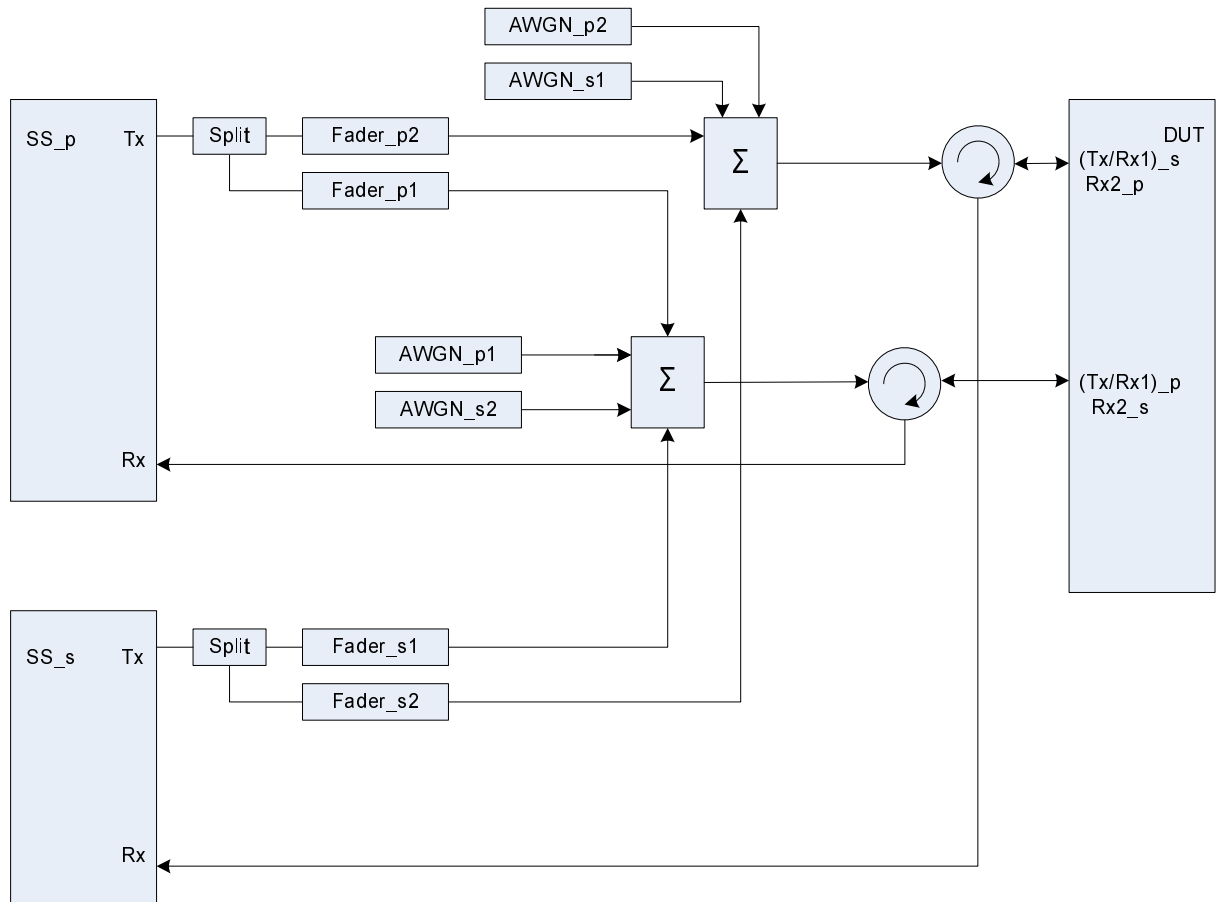 AWGN_p2
AWGN_s1
SS_p
Tx
Split
Fader_p2
Fader_p1
Σ
DUT
(Tx/Rx1)_s
Rx2_p
AWGN_p1
AWGN_s2
Σ
(Tx/Rx1)_p
Rx2_s
Rx
SS_s
Tx
Split
Fader_s1
Fader_s2
Rx